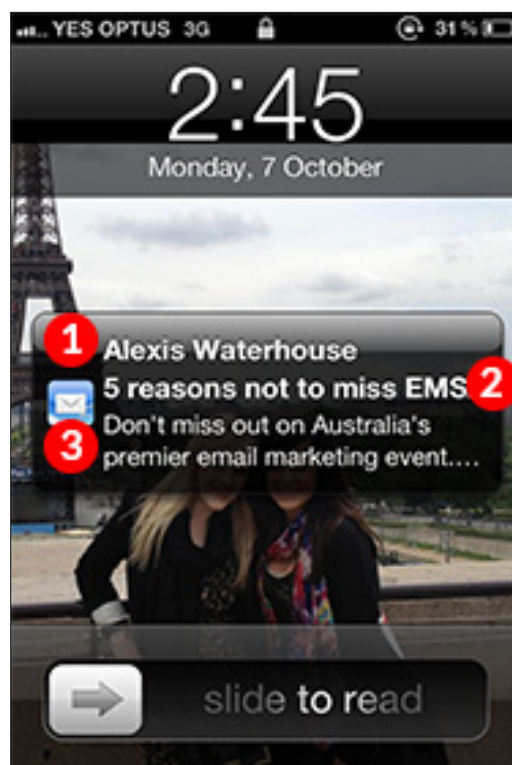 YES OPTUS 3G 31%
2:45
Monday, 7 October
1
Alexis Waterhouse
5 reasons not to miss EMS 2
3 Don't miss out on Australia's
premier email marketing event....
slide to read